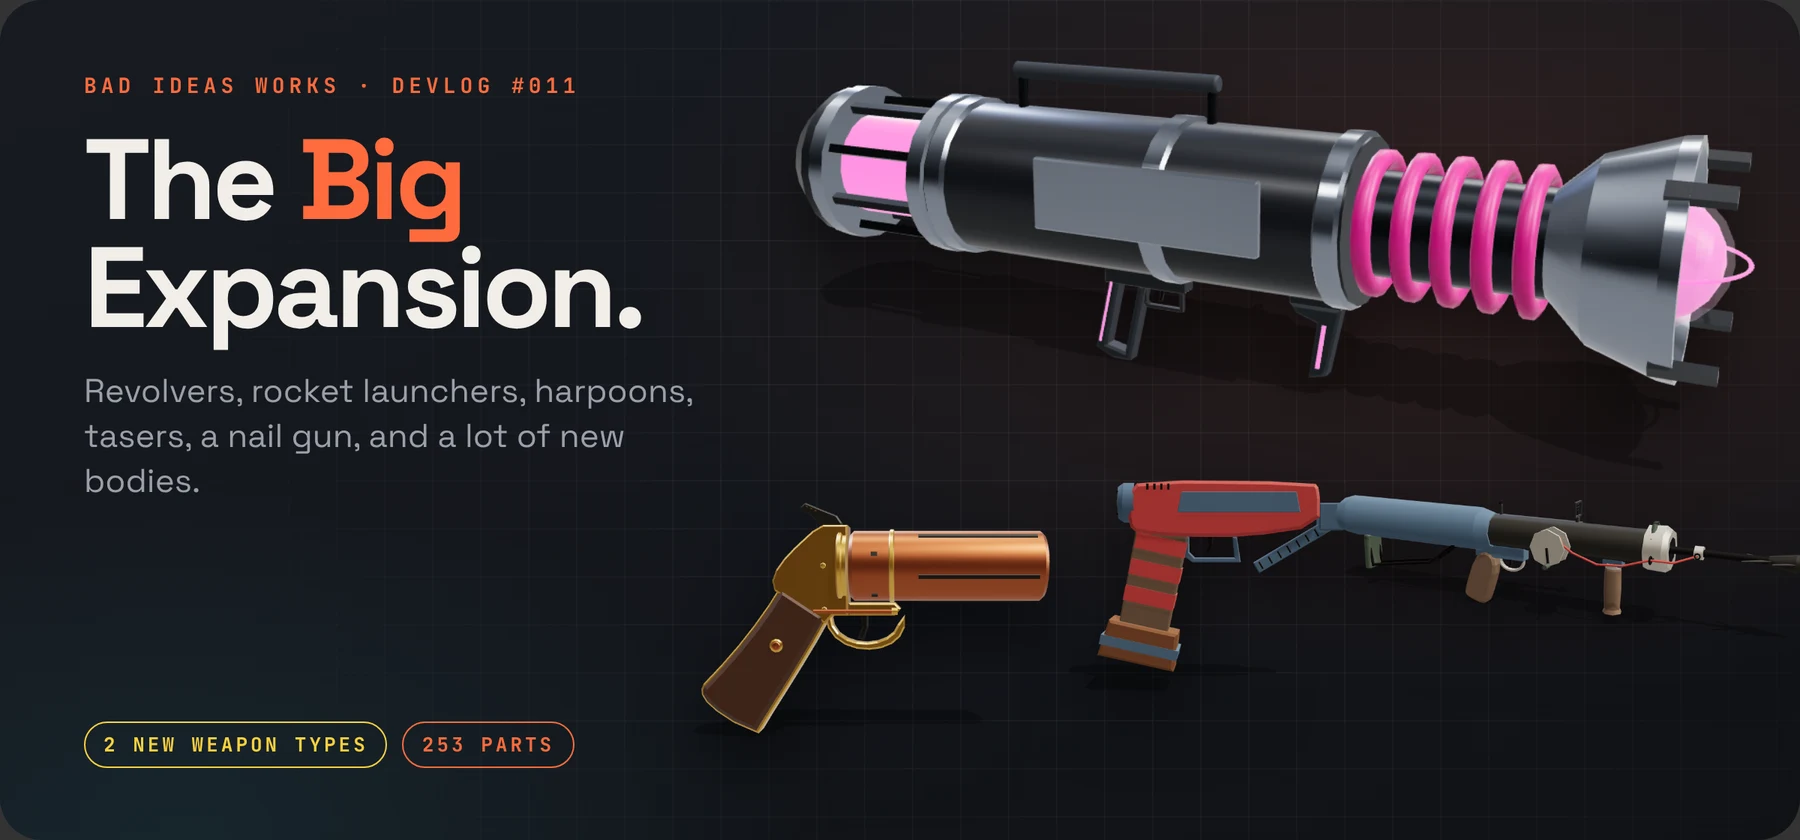 BAD IDEAS WORKS · DEVLOG #011
The Big
Expansion.
Revolvers, rocket launchers, harpoons,
tasers, a nail gun, and a lot of new
bodies.
2 NEW WEAPON TYPES
253 PARTS